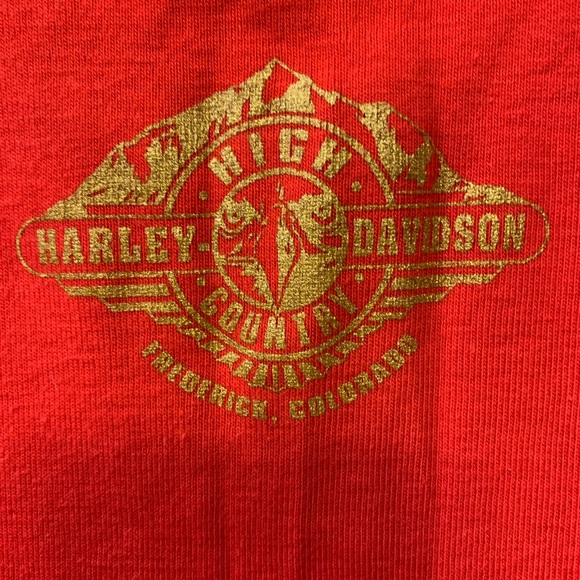 HIGH
HARLEY-DAVIDSON
COUNTRY
FREDERICK, COLORADO